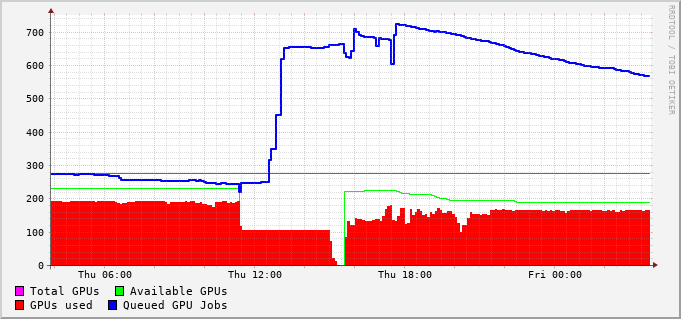 RRDTOOL / TOBI OETIKER
700
600
500
400
300
200
100
0
Thu 06:00 Thu 12:00 Thu 18:00 Fri 00:00
Total GPUs Available GPUs
GPUs used Queued GPU Jobs